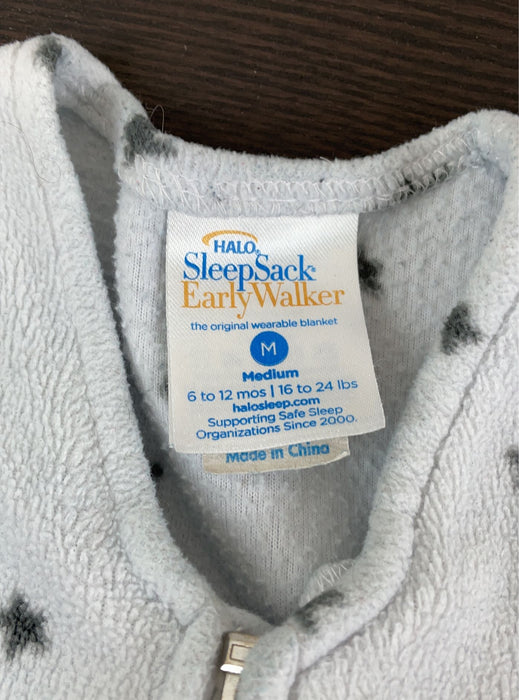 HALO®
SleepSack®
EarlyWalker
the original wearable blanket
M
Medium
6 to 12 mos | 16 to 24 lbs
halosleep.com
Supporting Safe Sleep
Organizations Since 2000.
Made in China